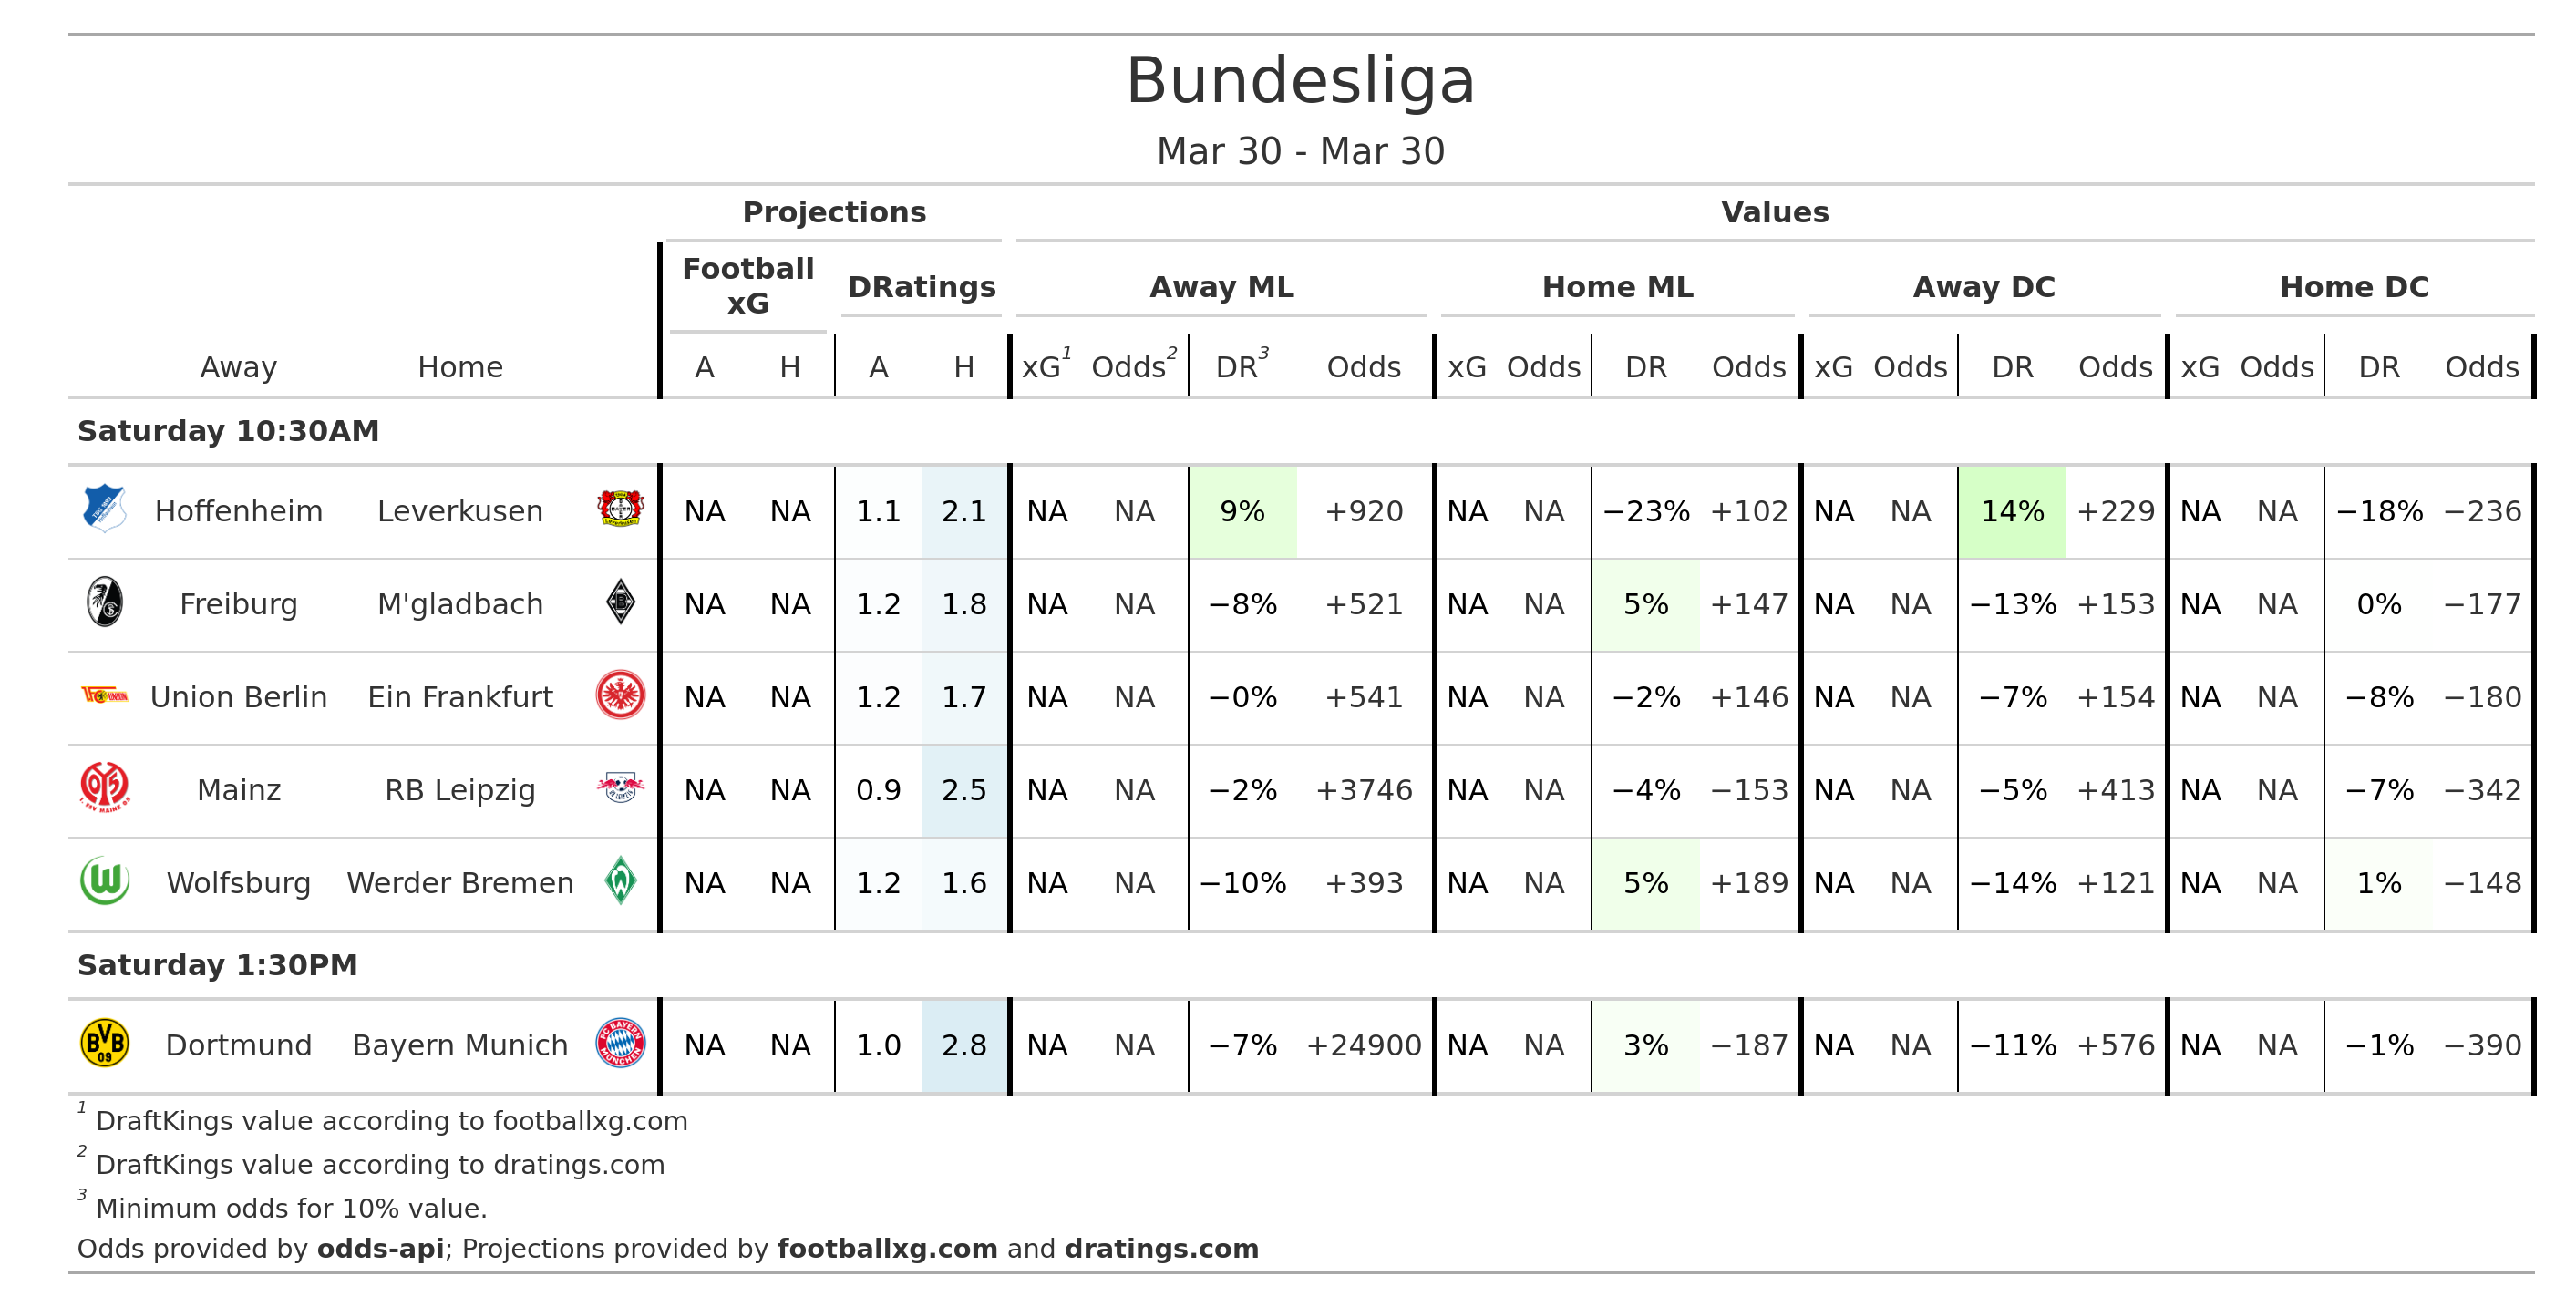 Bundesliga
Mar 30 - Mar 30
Projections Values
Football xG DRatings Away ML Home ML Away DC Home DC
Away Home A H A H xG1 Odds2 DR3 Odds xG Odds DR Odds xG Odds DR Odds xG Odds DR Odds
Saturday 10:30AM
Hoffenheim Leverkusen NA NA 1.1 2.1 NA NA 9% +920 NA NA −23% +102 NA NA 14% +229 NA NA −18% −236
Freiburg M'gladbach NA NA 1.2 1.8 NA NA −8% +521 NA NA 5% +147 NA NA −13% +153 NA NA 0% −177
Union Berlin Ein Frankfurt NA NA 1.2 1.7 NA NA −0% +541 NA NA −2% +146 NA NA −7% +154 NA NA −8% −180
Mainz RB Leipzig NA NA 0.9 2.5 NA NA −2% +3746 NA NA −4% −153 NA NA −5% +413 NA NA −7% −342
Wolfsburg Werder Bremen NA NA 1.2 1.6 NA NA −10% +393 NA NA 5% +189 NA NA −14% +121 NA NA 1% −148
Saturday 1:30PM
BVB 09 Dortmund Bayern Munich FC BAYERN MÜNCHEN NA NA 1.0 2.8 NA NA −7% +24900 NA NA 3% −187 NA NA −11% +576 NA NA −1% −390
1 DraftKings value according to footballxg.com
2 DraftKings value according to dratings.com
3 Minimum odds for 10% value.
Odds provided by odds-api; Projections provided by footballxg.com and dratings.com